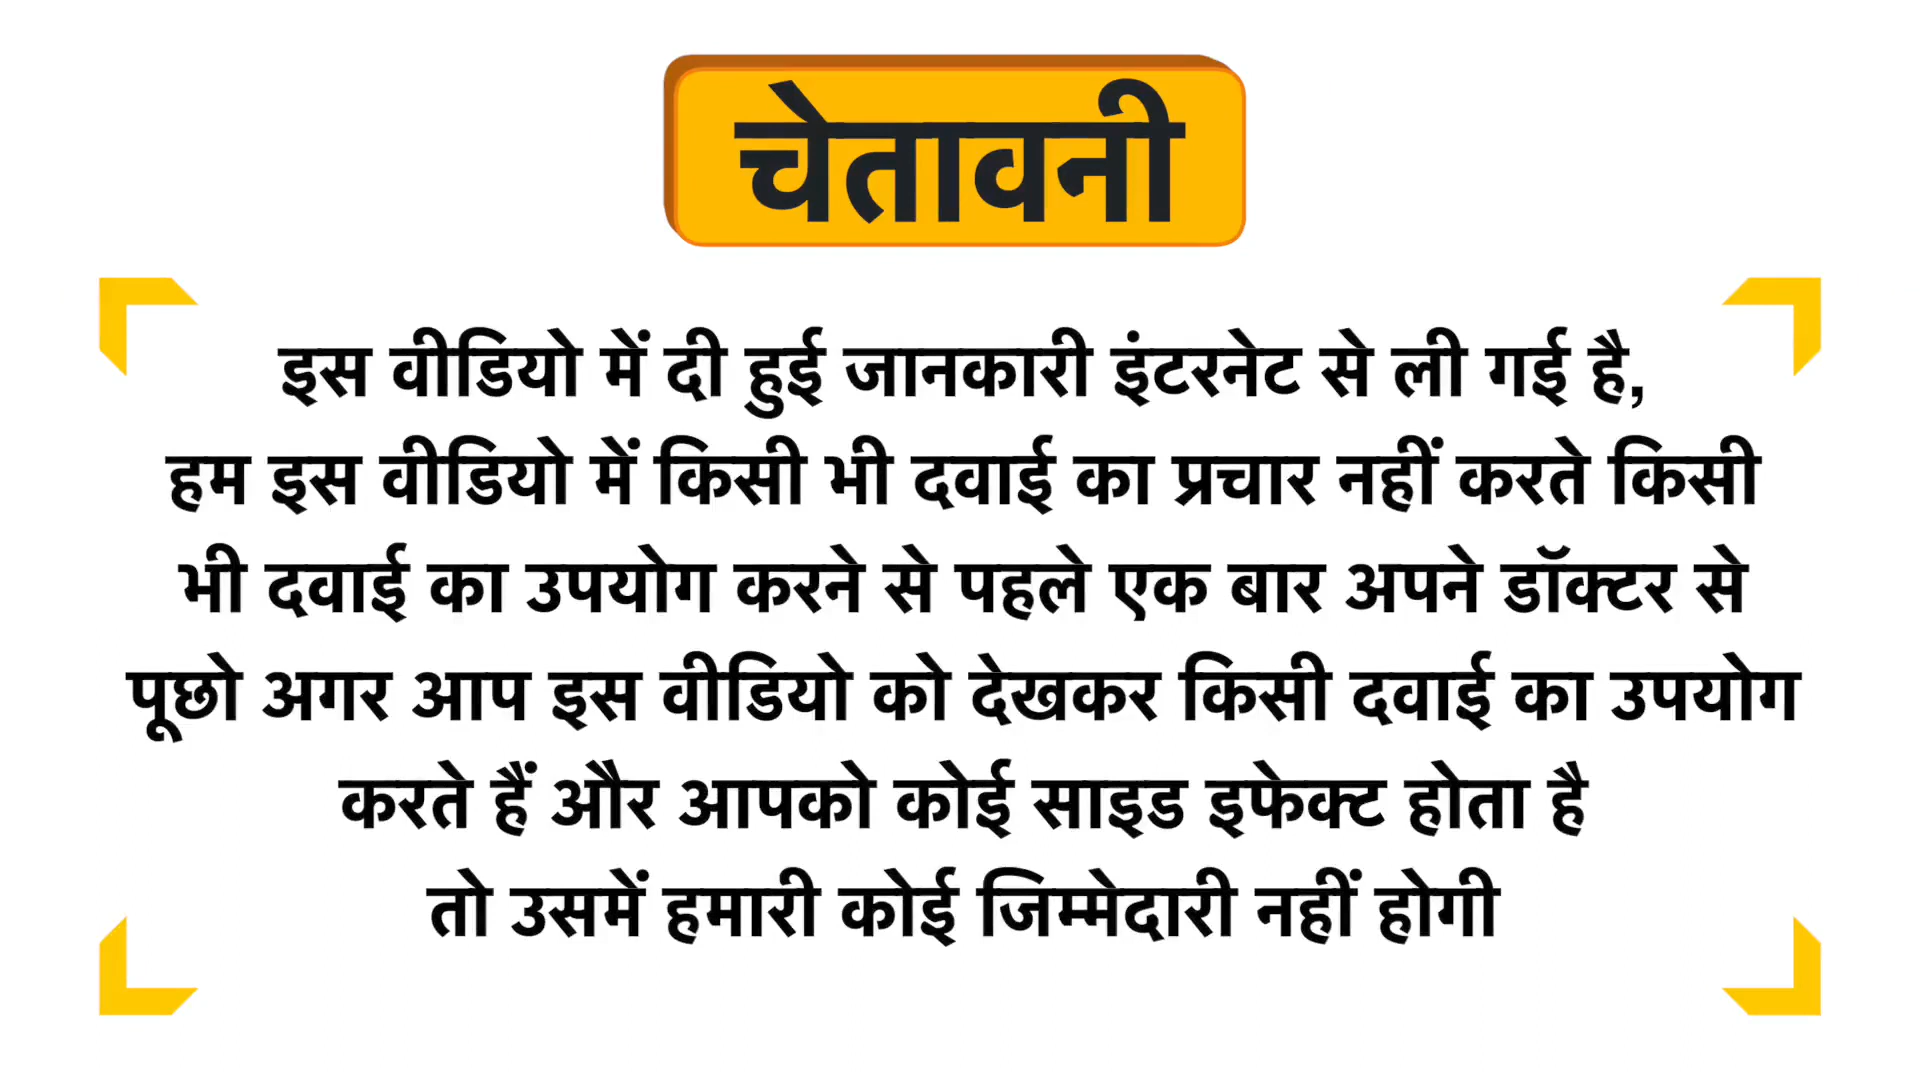 चेतावनी
इस वीडियो में दी हुई जानकारी इंटरनेट से ली गई है,
हम इस वीडियो में किसी भी दवाई का प्रचार नहीं करते किसी
भी दवाई का उपयोग करने से पहले एक बार अपने डॉक्टर से
पूछो अगर आप इस वीडियो को देखकर किसी दवाई का उपयोग
करते हैं और आपको कोई साइड इफेक्ट होता है
तो उसमें हमारी कोई जिम्मेदारी नहीं होगी